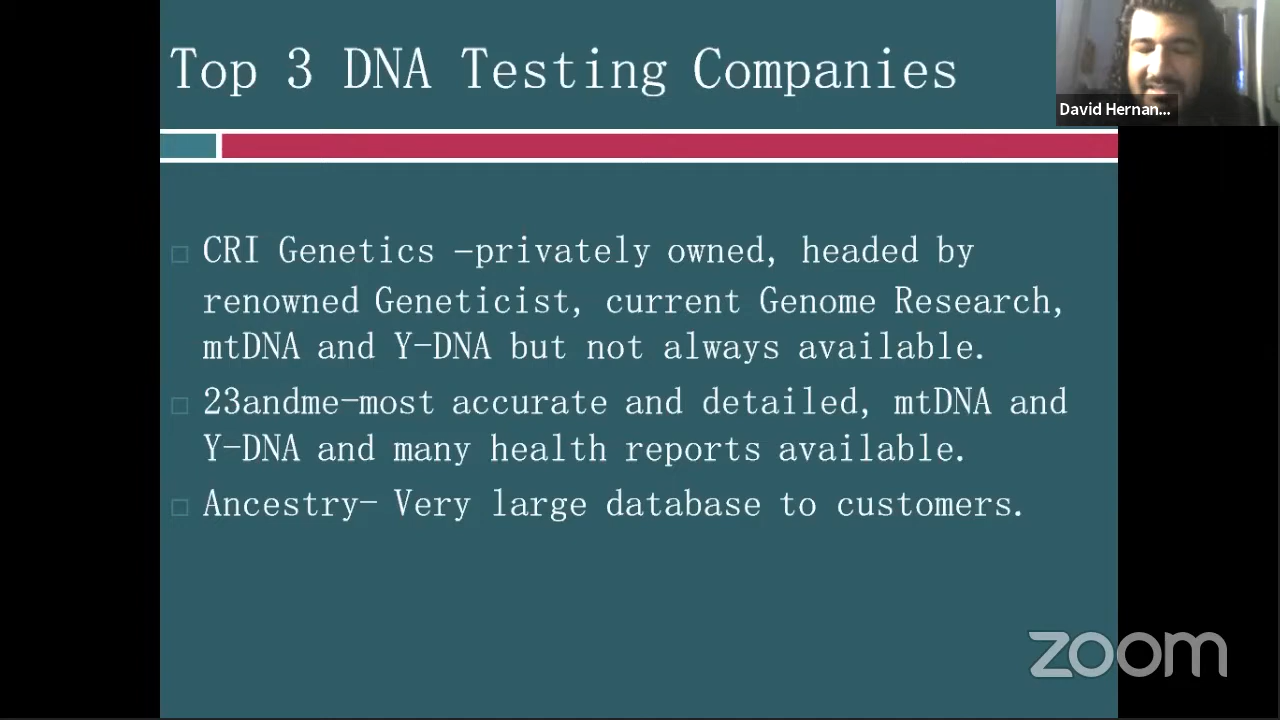 Top 3 DNA Testing Companies
David Hernan...
CRI Genetics –privately owned, headed by
renowned Geneticist, current Genome Research,
mtDNA and Y-DNA but not always available.
23andme-most accurate and detailed, mtDNA and
Y-DNA and many health reports available.
Ancestry- Very large database to customers.
zoom